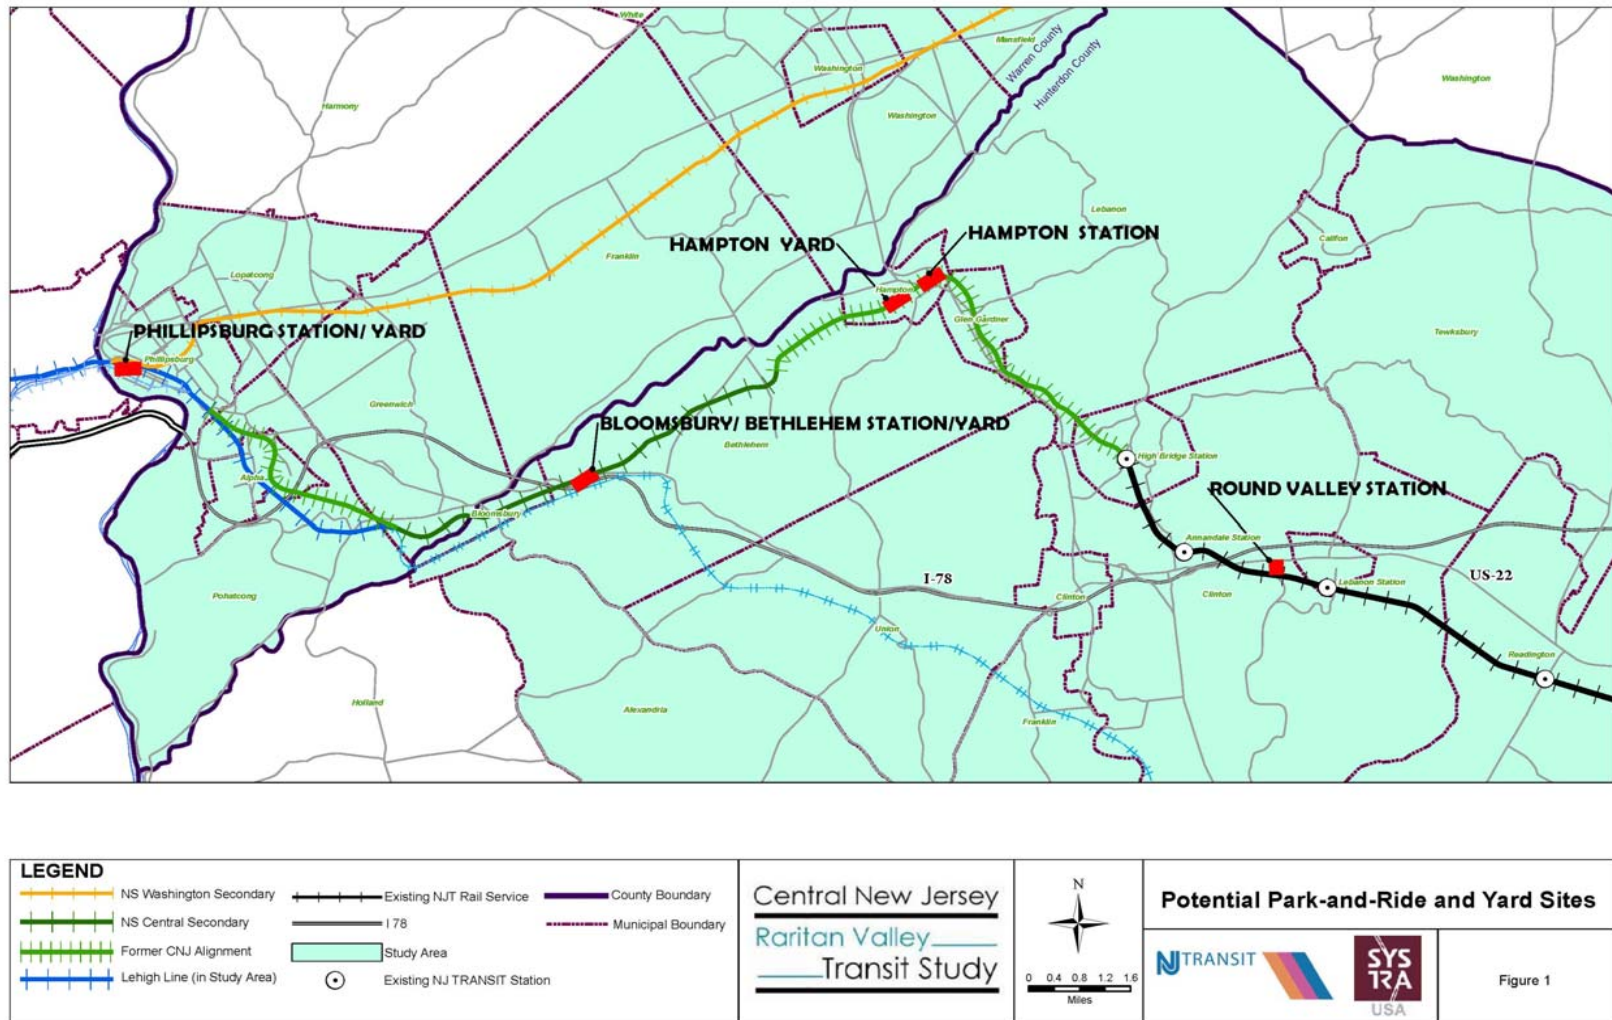 White
Mansfield
Warren County
Hunterdon County
Washington
Washington
Harmony
Washington
Lebanon
HAMPTON YARD
HAMPTON STATION
Califon
Franklin
Lopatcong
Hampton
Glen Gardner
PHILLIPSBURG STATION/ YARD
Tewksbury
Phillipsburg
Greenwich
BLOOMSBURY/ BETHLEHEM STATION/YARD
Bethlehem
High Bridge Station
Alpha
ROUND VALLEY STATION
Bloomsbury
Annandale Station
I-78
US-22
Lebanon Station
Pohatcong
Clinton
Clinton
Union
Readington
Holland
Alexandria
Franklin
LEGEND
NS Washington Secondary
NS Central Secondary
Former CNJ Alignment
Lehigh Line (in Study Area)
Existing NJT Rail Service
I 78
Study Area
Existing NJ TRANSIT Station
County Boundary
Municipal Boundary
Central New Jersey
Raritan Valley
Transit Study
N
0 0.4 0.8 1.2 1.6
Miles
Potential Park-and-Ride and Yard Sites
NJ TRANSIT
SYS
TRA
USA
Figure 1